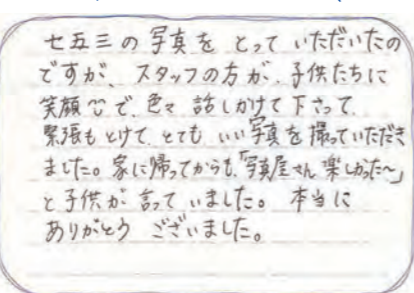 七五三の写真を とって いただいたの
ですが、スタッフの方が、子供たちに
笑顔で、色々 話しかけて下さって
緊張もとけて、とても いい写真を撮っていただき
ました。家に帰ってからも、「写真屋さん 楽しかった〜」
と子供が 言って いました。 本当に
ありがとう ございました。